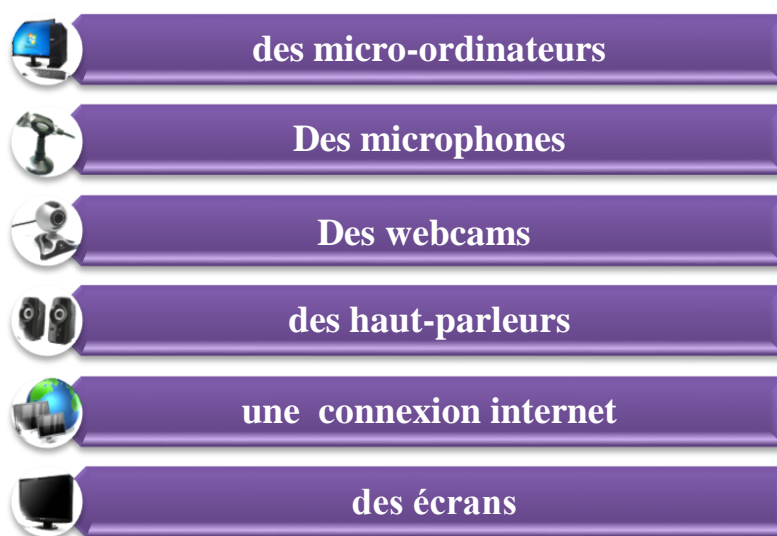 des micro-ordinateurs
Des microphones
Des webcams
des haut-parleurs
une  connexion internet
des écrans